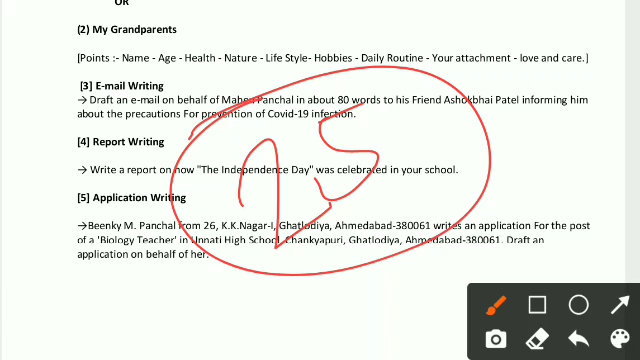 OR
(2) My Grandparents
[Points :- Name - Age - Health - Nature - Life Style- Hobbies - Daily Routine - Your attachment - love and care.]
[3] E-mail Writing
→ Draft an e-mail on behalf of Mahen Panchal in about 80 words to his Friend Ashokbhai Patel informing him
about the precautions For prevention of Covid-19 infection.
[4] Report Writing
→ Write a report on how "The Independence Day" was celebrated in your school.
[5] Application Writing
→Beenky M. Panchal from 26, K.K.Nagar-I, Ghatlodiya, Ahmedabad-380061 writes an application For the post
of a 'Biology Teacher' in Unnati High School, Chankyapuri, Ghatlodiya, Ahmedabad-380061. Draft an
application on behalf of her.
25